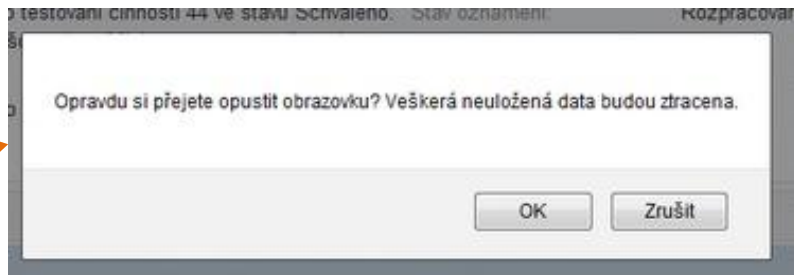 testování činností 44 ve stavu Schváleno. Stav oznámení: Rozpracován
Opravdu si přejete opustit obrazovku? Veškerá neuložená data budou ztracena.
OK Zrušit